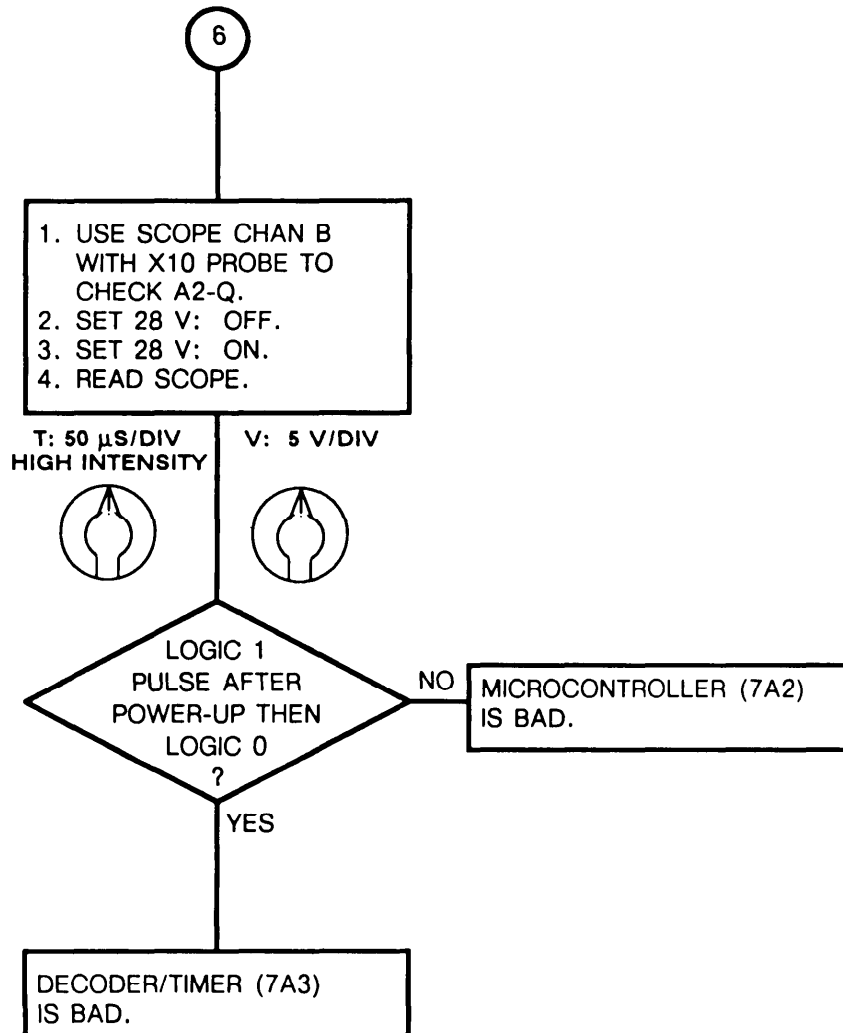 6
1. USE SCOPE CHAN B
WITH X10 PROBE TO
CHECK A2-Q.
2. SET 28 V: OFF.
3. SET 28 V: ON.
4. READ SCOPE.
T: 50 µS/DIV
HIGH INTENSITY
V: 5 V/DIV
LOGIC 1
PULSE AFTER
POWER-UP THEN
LOGIC 0
?
NO
MICROCONTROLLER (7A2)
IS BAD.
YES
DECODER/TIMER (7A3)
IS BAD.